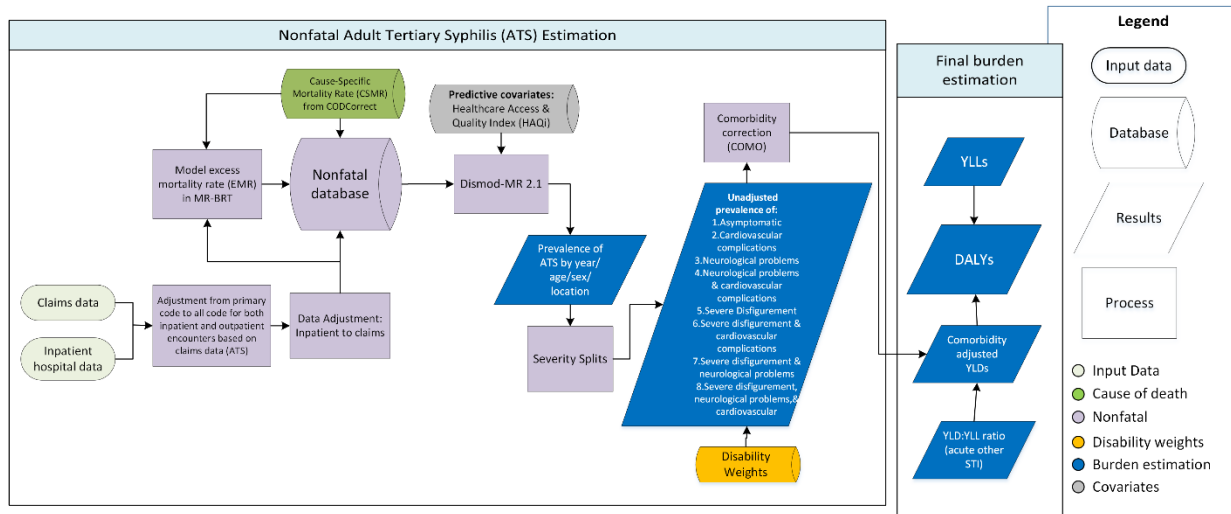 Nonfatal Adult Tertiary Syphilis (ATS) Estimation
Cause-Specific
Mortality Rate (CSMR)
from CODCorrect
Predictive covariates:
Healthcare Access &
Quality Index (HAQi)
Model excess
mortality rate (EMR)
in MR-BRT
Nonfatal
database
Dismod-MR 2.1
Comorbidity
correction
(COMO)
Prevalence of
ATS by year/
age/sex/
location
Severity Splits
Unadjusted
prevalence of:
1.Asymptomatic
2.Cardiovascular
complications
3.Neurological problems
4.Neurological problems
& cardiovascular
complications
5.Severe Disfigurement
6.Severe disfigurement &
cardiovascular
complications
7.Severe disfigurement &
neurological problems
8.Severe disfigurement,
neurological problems,&
cardiovascular
Claims data
Inpatient
hospital data
Adjustment from primary
code to all code for both
inpatient and outpatient
encounters based on
claims data (ATS)
Data Adjustment:
Inpatient to claims
Disability
Weights
Final burden
estimation
YLLs
DALYs
Comorbidity
adjusted
YLDs
YLD:YLL ratio
(acute other
STI)
Legend
Input data
Database
Results
Process
Input Data
Cause of death
Nonfatal
Disability weights
Burden estimation
Covariates